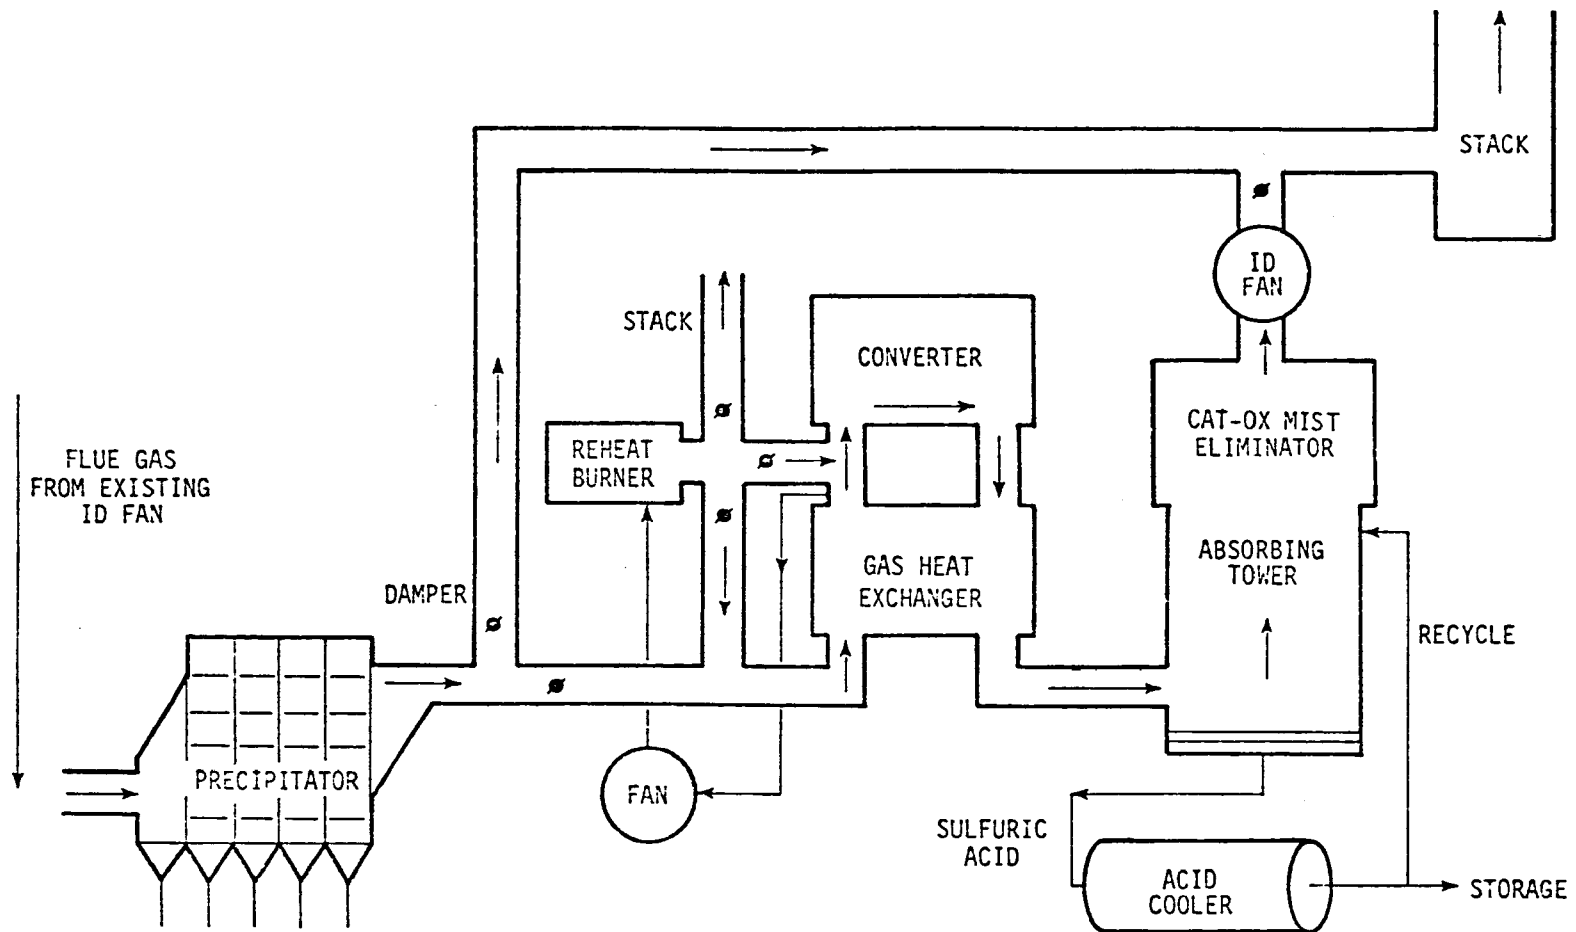 STACK
ID
FAN
STACK
CONVERTER
CAT-OX MIST
ELIMINATOR
REHEAT
BURNER
FLUE GAS
FROM EXISTING
ID FAN
ABSORBING
TOWER
GAS HEAT
EXCHANGER
DAMPER
RECYCLE
PRECIPITATOR
FAN
SULFURIC
ACID
ACID
COOLER
STORAGE